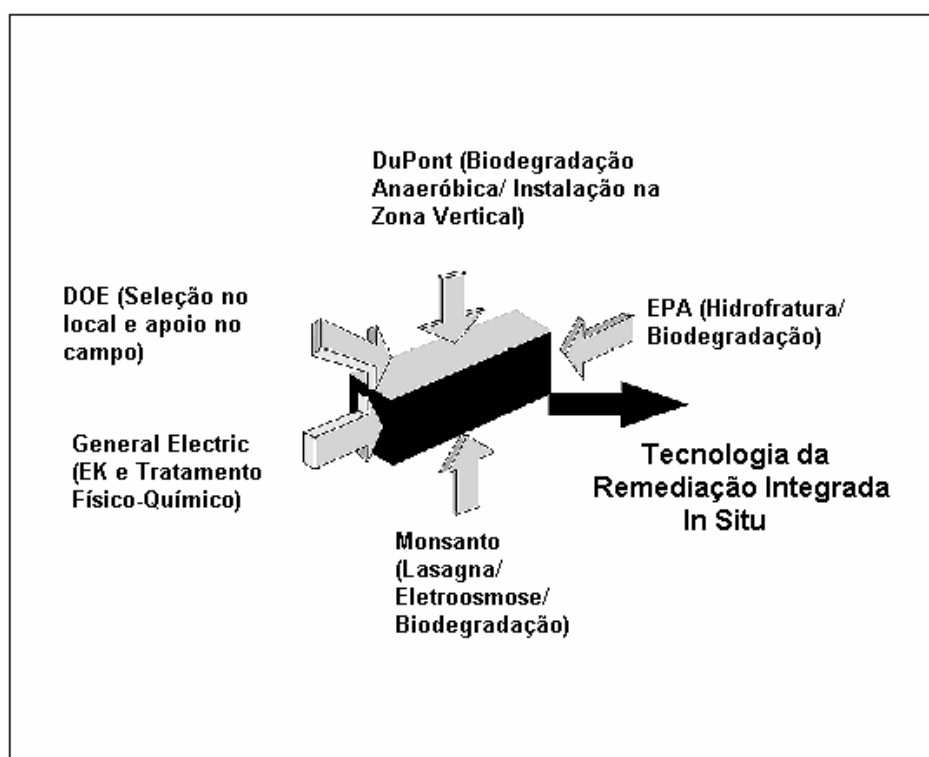 DuPont (Biodegradação
Anaeróbica/ Instalação na
Zona Vertical)
DOE (Seleção no
local e apoio no
campo)
EPA (Hidrofratura/
Biodegradação)
General Electric
(EK e Tratamento
Físico-Químico)
Tecnologia da
Remediação Integrada
In Situ
Monsanto
(Lasagna/
Eletroosmose/
Biodegradação)